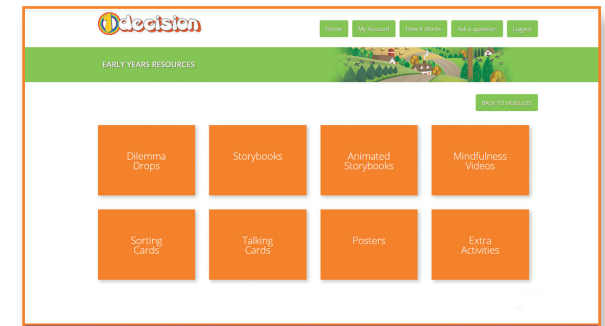 1decision
Home My Account How It Works Ask a question Logout
EARLY YEARS RESOURCES
BACK TO MODULES
Dilemma
Drops
Storybooks
Animated
Storybooks
Mindfulness
Videos
Sorting
Cards
Talking
Cards
Posters
Extra
Activities